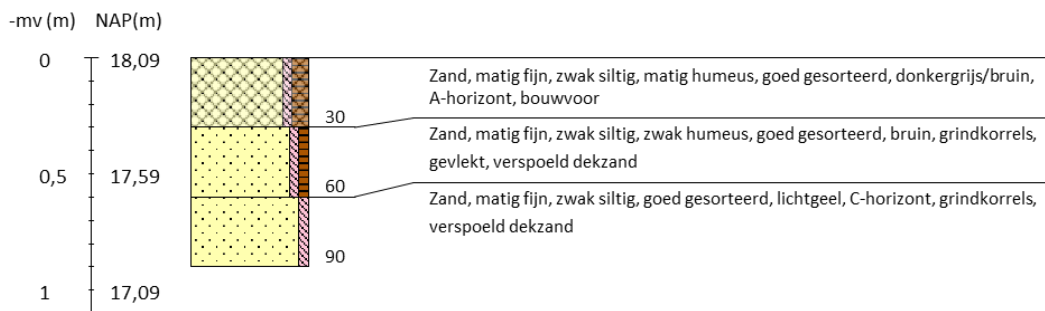 -mv (m) NAP(m)
0 18,09
Zand, matig fijn, zwak siltig, matig humeus, goed gesorteerd, donkergrijs/bruin,
A-horizont, bouwvoor
30
Zand, matig fijn, zwak siltig, zwak humeus, goed gesorteerd, bruin, grindkorrels,
gevlekt, verspoeld dekzand
0,5 17,59
60
Zand, matig fijn, zwak siltig, goed gesorteerd, lichtgeel, C-horizont, grindkorrels,
verspoeld dekzand
90
1 17,09